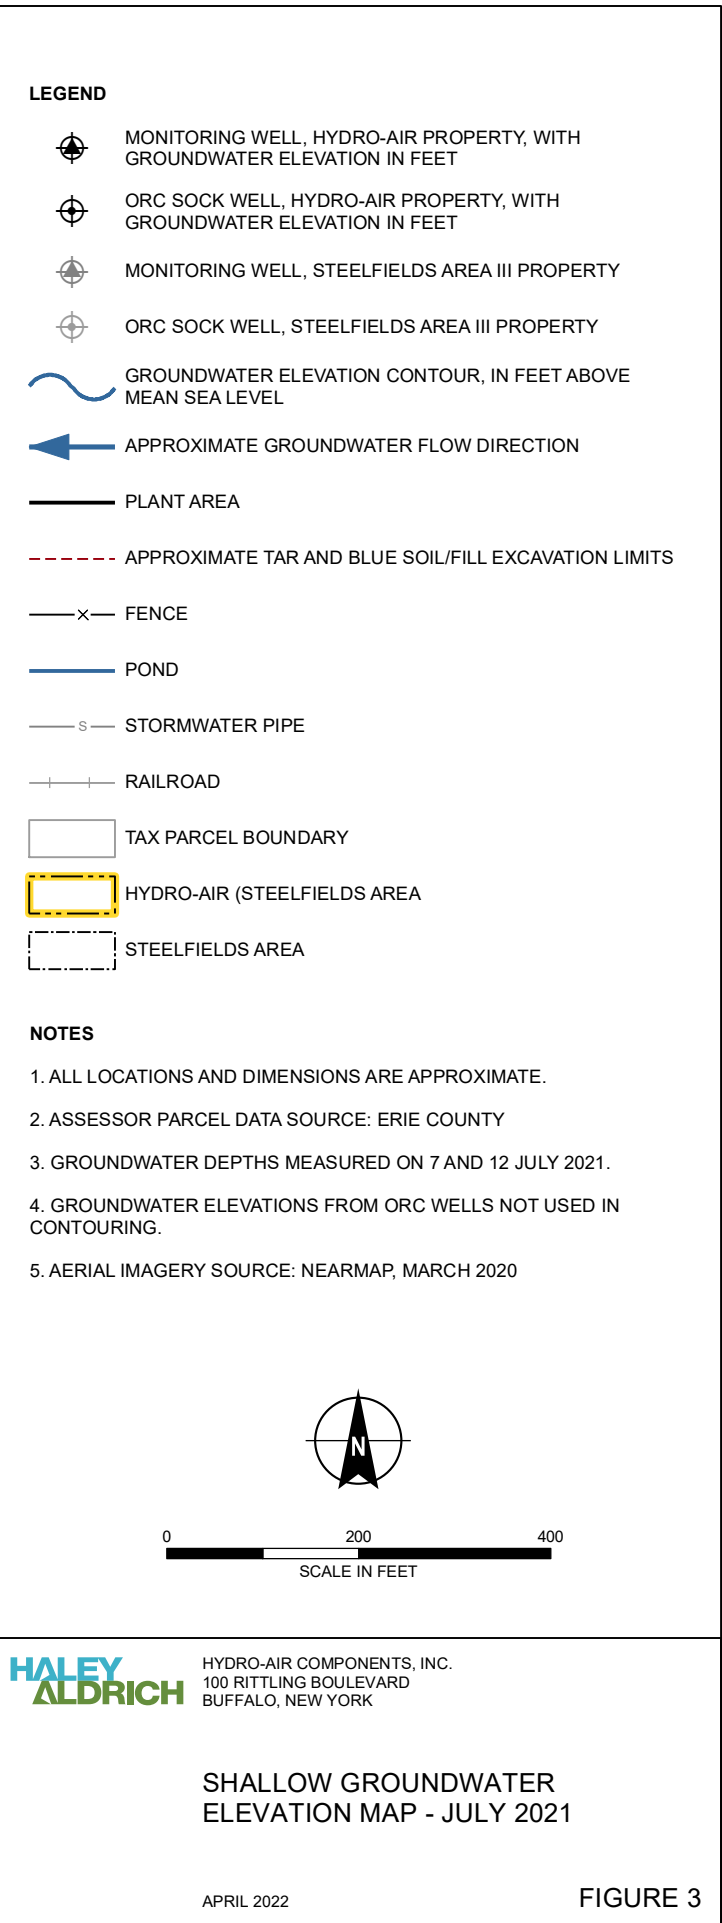 LEGEND
MONITORING WELL, HYDRO-AIR PROPERTY, WITH
GROUNDWATER ELEVATION IN FEET
ORC SOCK WELL, HYDRO-AIR PROPERTY, WITH
GROUNDWATER ELEVATION IN FEET
MONITORING WELL, STEELFIELDS AREA III PROPERTY
ORC SOCK WELL, STEELFIELDS AREA III PROPERTY
GROUNDWATER ELEVATION CONTOUR, IN FEET ABOVE
MEAN SEA LEVEL
APPROXIMATE GROUNDWATER FLOW DIRECTION
PLANT AREA
APPROXIMATE TAR AND BLUE SOIL/FILL EXCAVATION LIMITS
FENCE
POND
S STORMWATER PIPE
RAILROAD
TAX PARCEL BOUNDARY
HYDRO-AIR (STEELFIELDS AREA
STEELFIELDS AREA
NOTES
1. ALL LOCATIONS AND DIMENSIONS ARE APPROXIMATE.
2. ASSESSOR PARCEL DATA SOURCE: ERIE COUNTY
3. GROUNDWATER DEPTHS MEASURED ON 7 AND 12 JULY 2021.
4. GROUNDWATER ELEVATIONS FROM ORC WELLS NOT USED IN
CONTOURING.
5. AERIAL IMAGERY SOURCE: NEARMAP, MARCH 2020
N
0 200 400
SCALE IN FEET
HALEY
ALDRICH
HYDRO-AIR COMPONENTS, INC.
100 RITTLING BOULEVARD
BUFFALO, NEW YORK
SHALLOW GROUNDWATER
ELEVATION MAP - JULY 2021
APRIL 2022
FIGURE 3